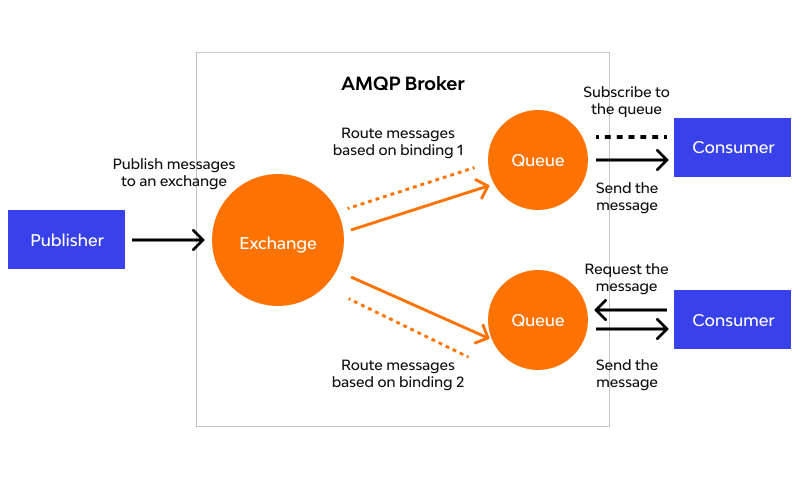 AMQP Broker
Publish messages
to an exchange
Publisher
Exchange
Route messages
based on binding 1
Queue
Subscribe to
the queue
Consumer
Send the
message
Route messages
based on binding 2
Queue
Request the
message
Consumer
Send the
message